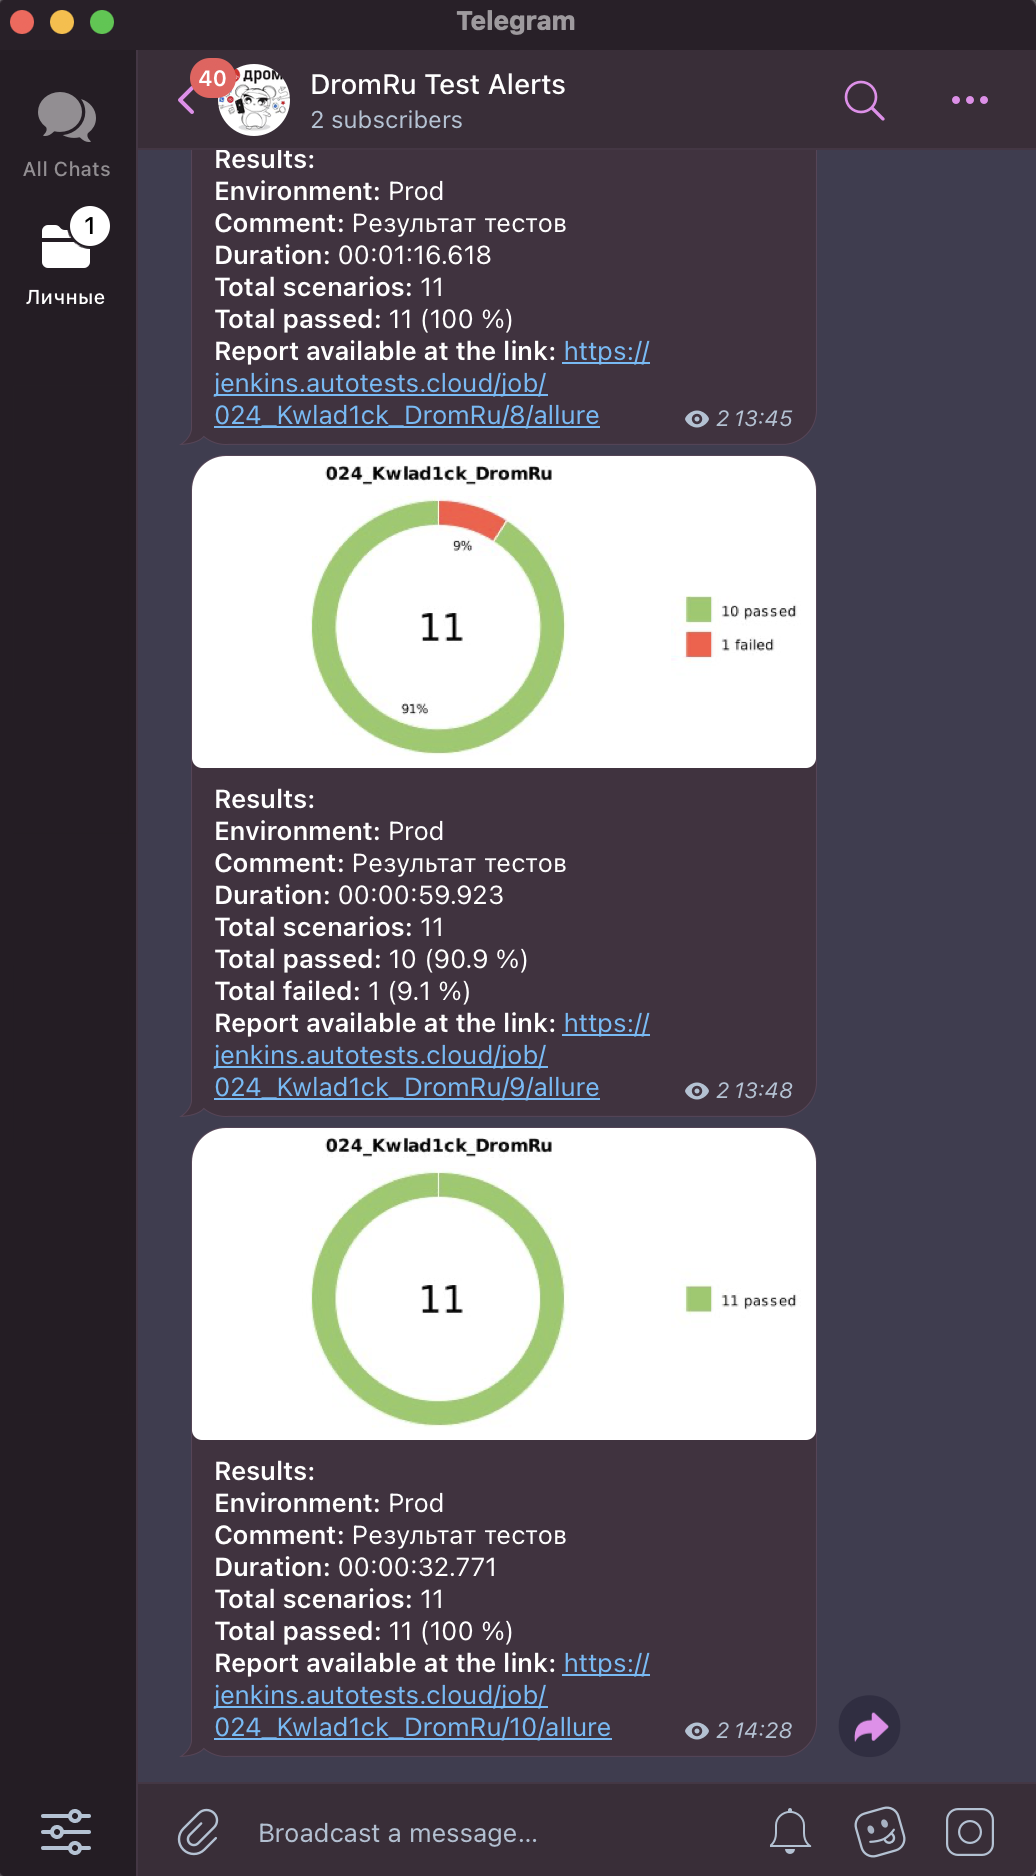 Telegram
40
дром
DromRu Test Alerts
2 subscribers
All Chats
1
Личные
Results:
Environment: Prod
Comment: Результат тестов
Duration: 00:01:16.618
Total scenarios: 11
Total passed: 11 (100 %)
Report available at the link: https://
jenkins.autotests.cloud/job/
024_Kwlad1ck_DromRu/8/allure
2 13:45
024_Kwlad1ck_DromRu
9%
11
91%
10 passed
1 failed
Results:
Environment: Prod
Comment: Результат тестов
Duration: 00:00:59.923
Total scenarios: 11
Total passed: 10 (90.9 %)
Total failed: 1 (9.1 %)
Report available at the link: https://
jenkins.autotests.cloud/job/
024_Kwlad1ck_DromRu/9/allure
2 13:48
024_Kwlad1ck_DromRu
11
11 passed
Results:
Environment: Prod
Comment: Результат тестов
Duration: 00:00:32.771
Total scenarios: 11
Total passed: 11 (100 %)
Report available at the link: https://
jenkins.autotests.cloud/job/
024_Kwlad1ck_DromRu/10/allure
2 14:28
Broadcast a message...